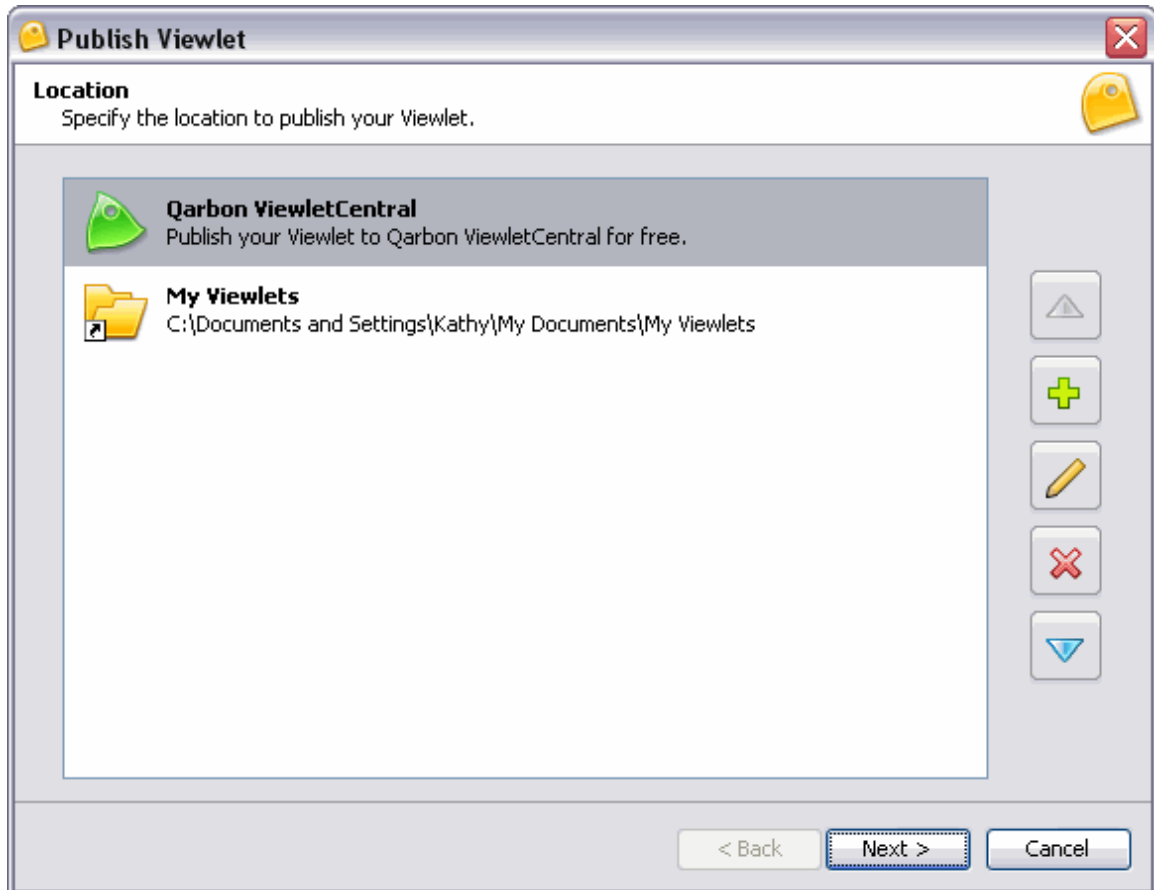 Publish Viewlet
Location
Specify the location to publish your Viewlet.
Qarbon ViewletCentral
Publish your Viewlet to Qarbon ViewletCentral for free.
My Viewlets
C:\Documents and Settings\Kathy\My Documents\My Viewlets
< Back
Next >
Cancel